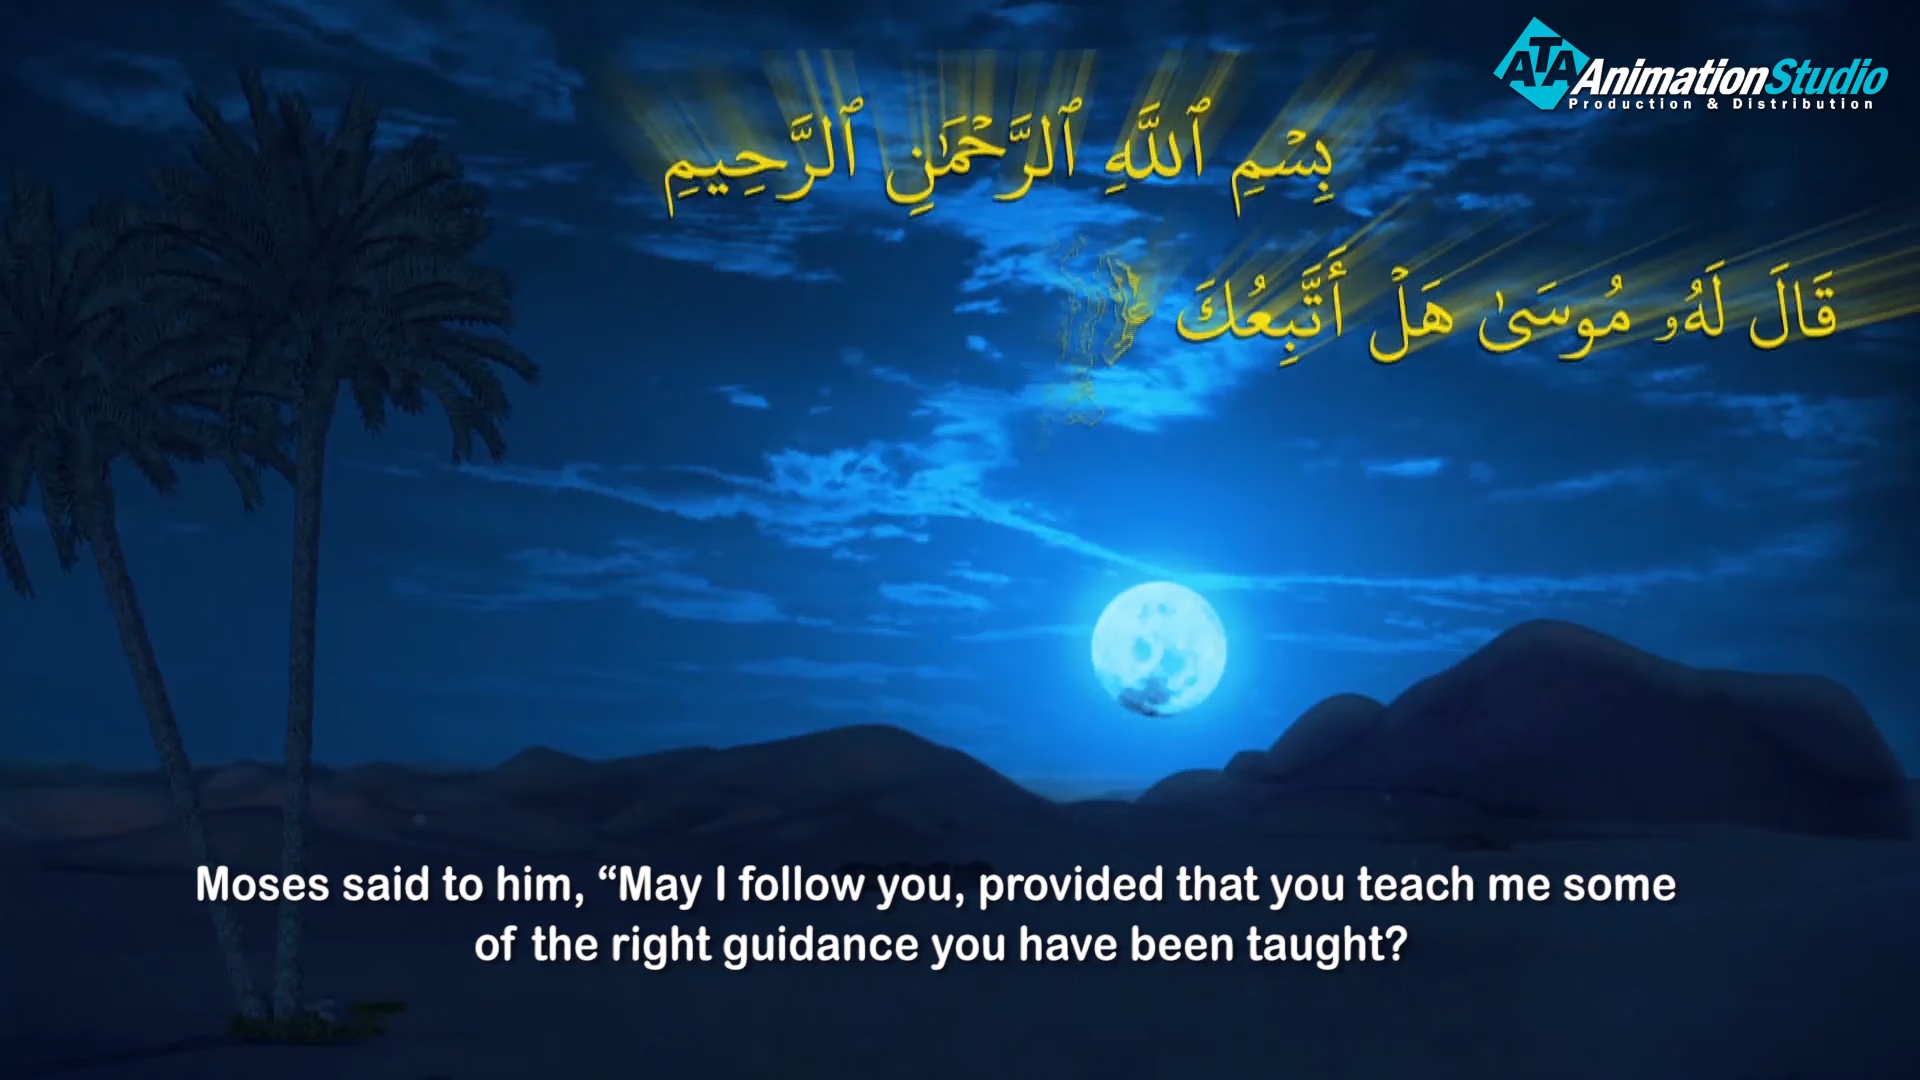 ATA AnimationStudio
Production & Distribution
بِسْمِ ٱللَّهِ ٱلرَّحْمَٰنِ ٱلرَّحِيمِ
قَالَ لَهُۥ مُوسَىٰ هَلْ أَتَّبِعُكَ
Moses said to him, “May I follow you, provided that you teach me some
of the right guidance you have been taught?